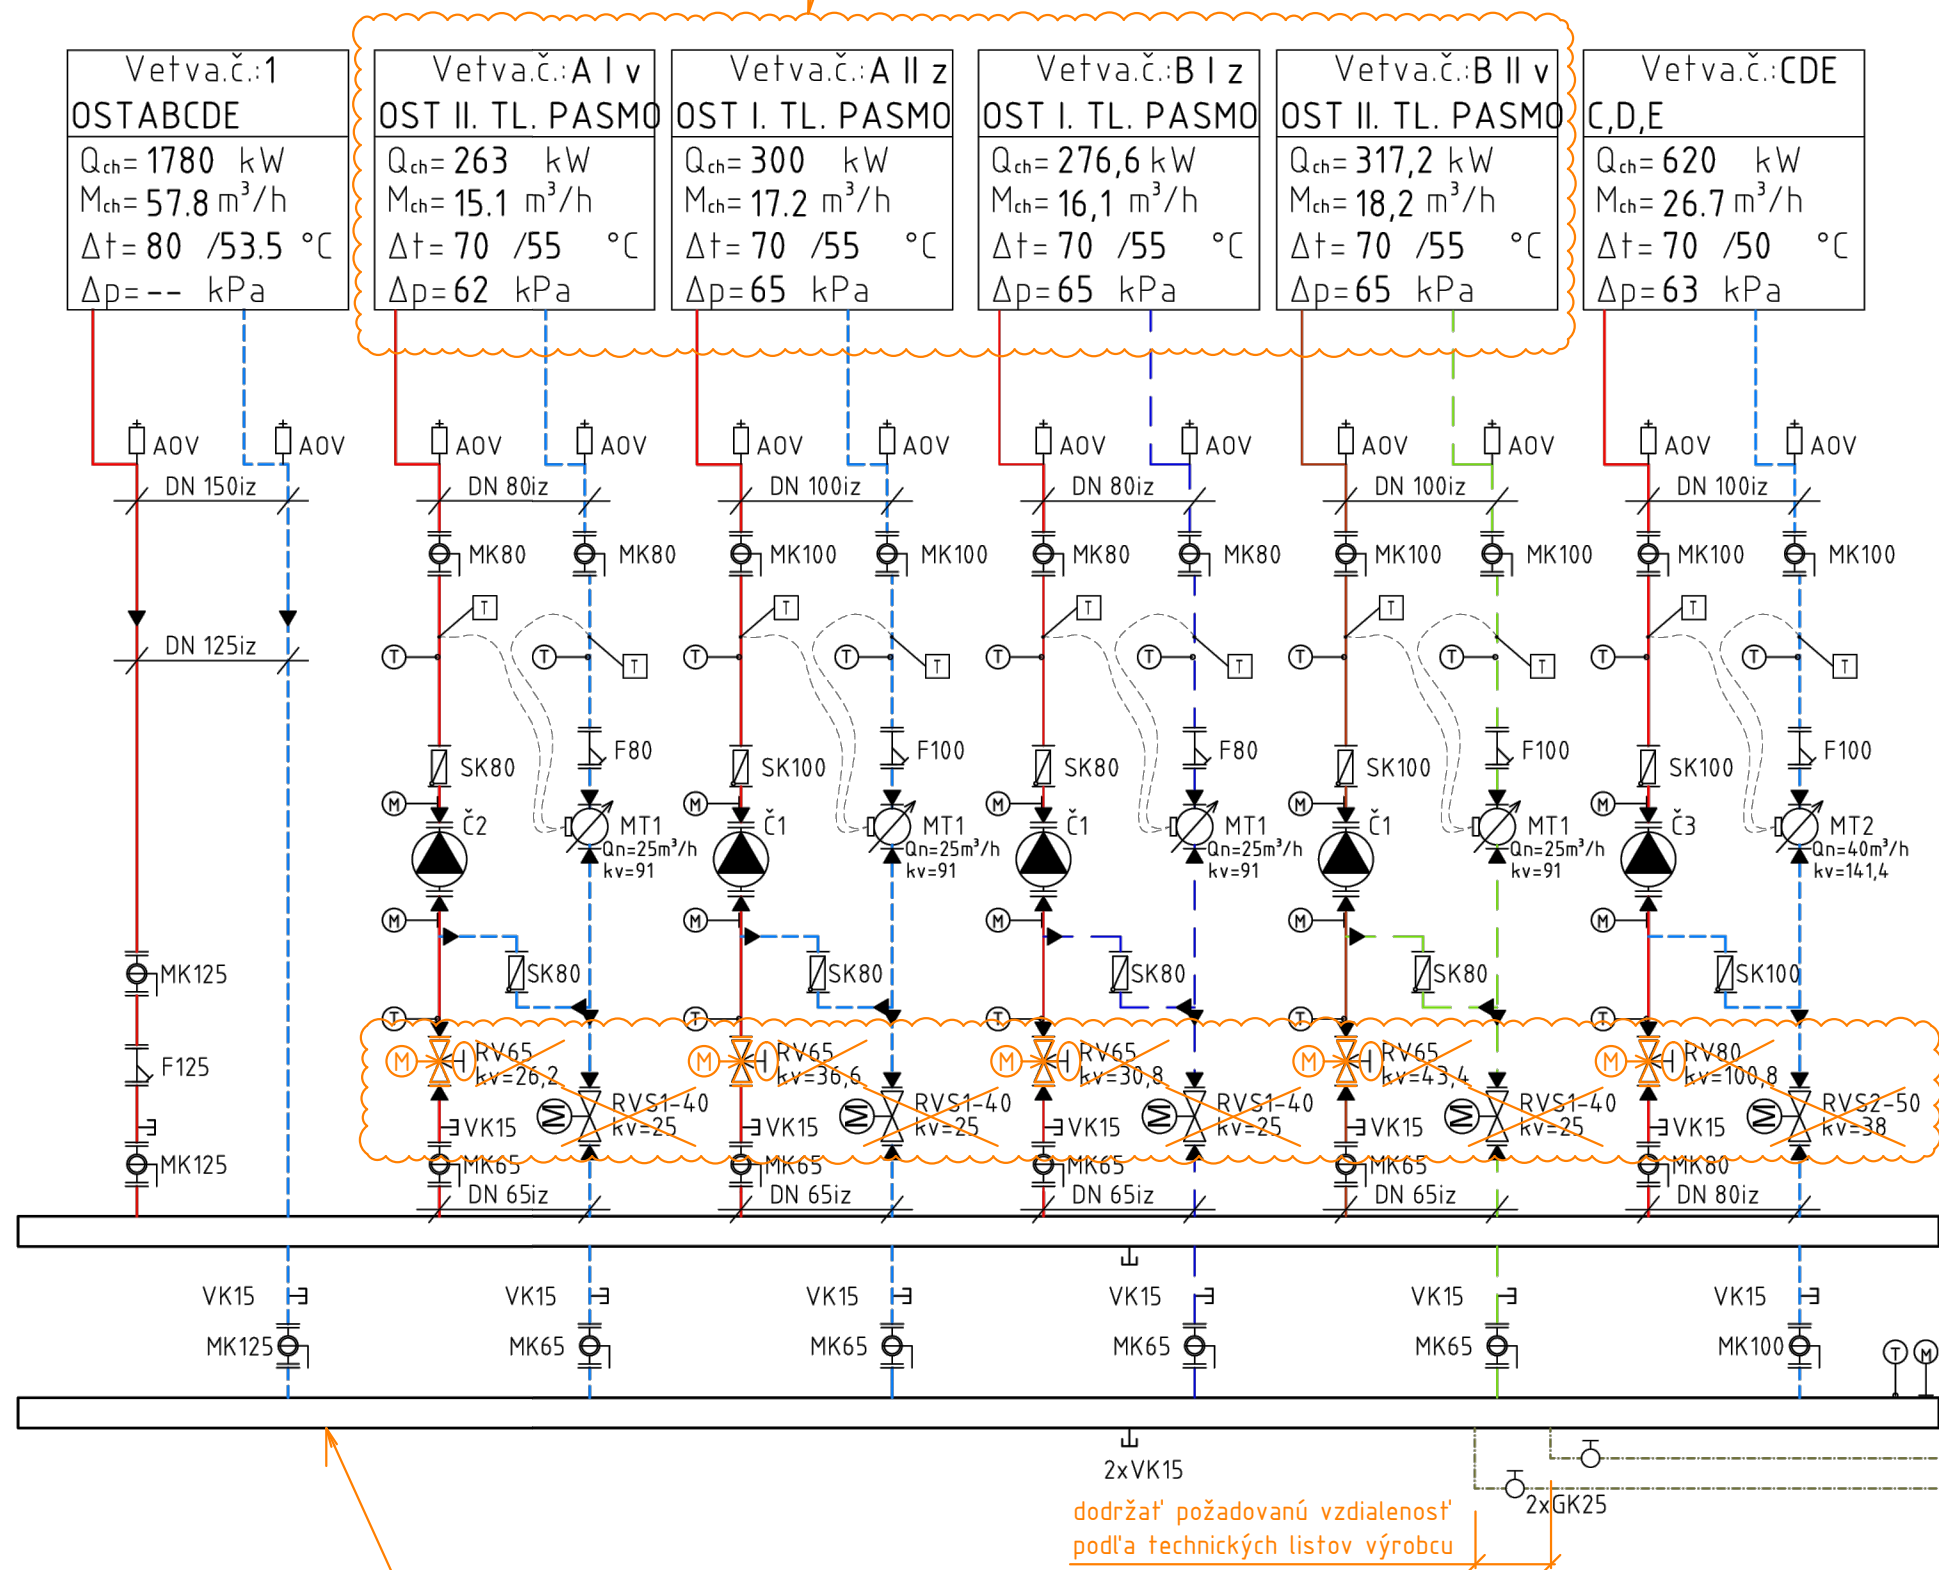 Vetva.č.:1
OSTABCDE
Qch= 1780 kW
Mch= 57.8 m³/h
Δt= 80 /53.5 °C
Δp= -- kPa
Vetva.č.:A I v
OST II. TL. PASMO
Qch= 263 kW
Mch= 15.1 m³/h
Δt= 70 /55 °C
Δp= 62 kPa
Vetva.č.:A II z
OST I. TL. PASMO
Qch= 300 kW
Mch= 17.2 m³/h
Δt= 70 /55 °C
Δp= 65 kPa
Vetva.č.:B I z
OST I. TL. PASMO
Qch= 276,6 kW
Mch= 16,1 m³/h
Δt= 70 /55 °C
Δp= 65 kPa
Vetva.č.:B II v
OST II. TL. PASMO
Qch= 317,2 kW
Mch= 18,2 m³/h
Δt= 70 /55 °C
Δp= 65 kPa
Vetva.č.:CDE
C,D,E
Qch= 620 kW
Mch= 26.7 m³/h
Δt= 70 /50 °C
Δp= 63 kPa
AOV AOV AOV AOV AOV AOV AOV AOV AOV AOV AOV AOV
DN 150iz DN 80iz DN 100iz DN 80iz DN 100iz DN 100iz
MK80 MK80 MK100 MK100 MK80 MK80 MK100 MK100 MK100 MK100
T T T T T
DN 125iz
T T T T T T T T T T T T T T T
F80 F100 F80 F100 F100
SK80 SK100 SK80 SK100 SK100
M M M M M
Č2 MT1 Č1 MT1 Č1 MT1 Č1 MT1 Č3 MT2
Qn=25m³/h Qn=25m³/h Qn=25m³/h Qn=25m³/h Qn=40m³/h
kv=91 kv=91 kv=91 kv=91 kv=141,4
M M M M M
MK125 SK80 SK80 SK80 SK80 SK100
T T T T T
F125 M RV65 M RV65 M RV65 M RV65 M RV80
kv=26,2 kv=36,6 kv=30,8 kv=43,4 kv=100,8
M RVS1-40 M RVS1-40 M RVS1-40 M RVS1-40 M RVS2-50
VK15 kv=25 VK15 kv=25 VK15 kv=25 VK15 kv=25 VK15 kv=38
MK125 MK65 MK65 MK65 MK65 MK80
DN 65iz DN 65iz DN 65iz DN 65iz DN 80iz
VK15 VK15 VK15 VK15 VK15 VK15
MK125 MK65 MK65 MK65 MK65 MK100 T M
2xVK15
2xGK25
dodržať požadovanú vzdialenosť
podľa technických listov výrobcu